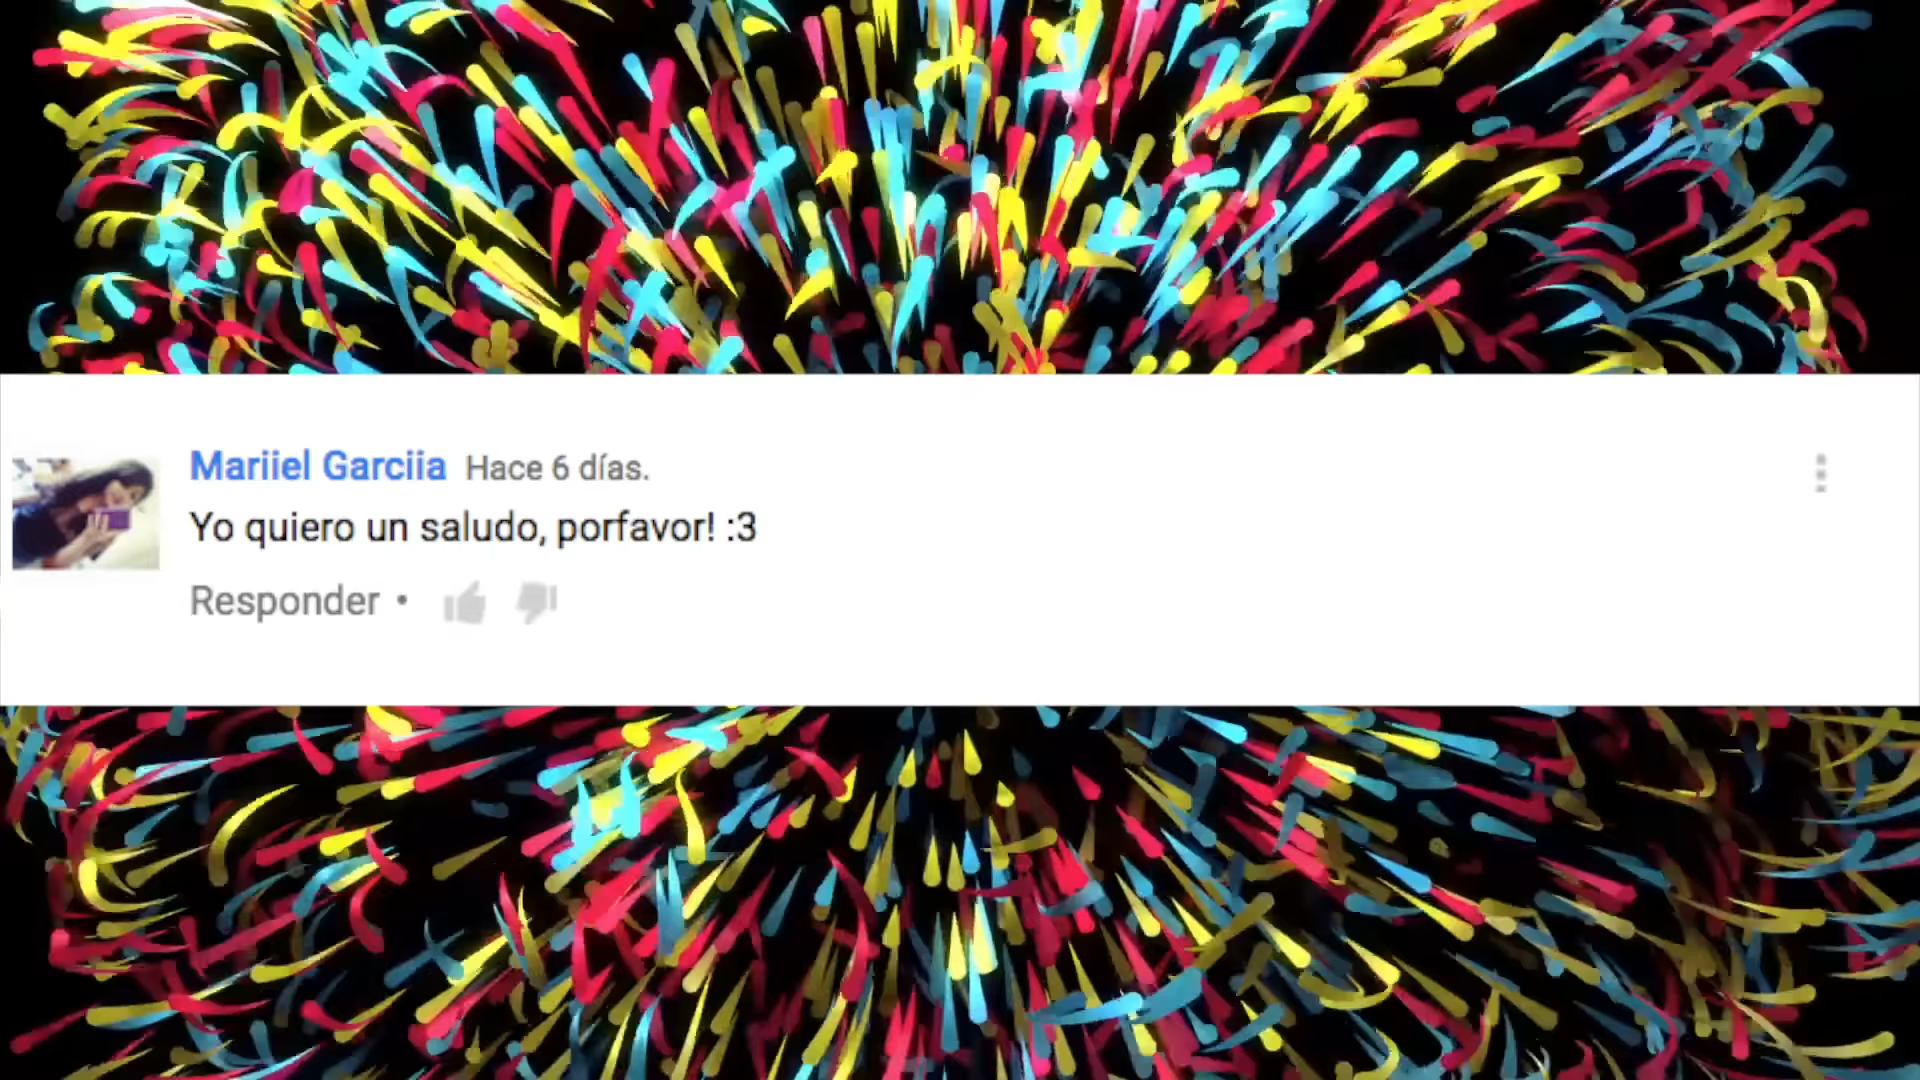 Mariiel Garciia Hace 6 días.
Yo quiero un saludo, porfavor! :3
Responder •